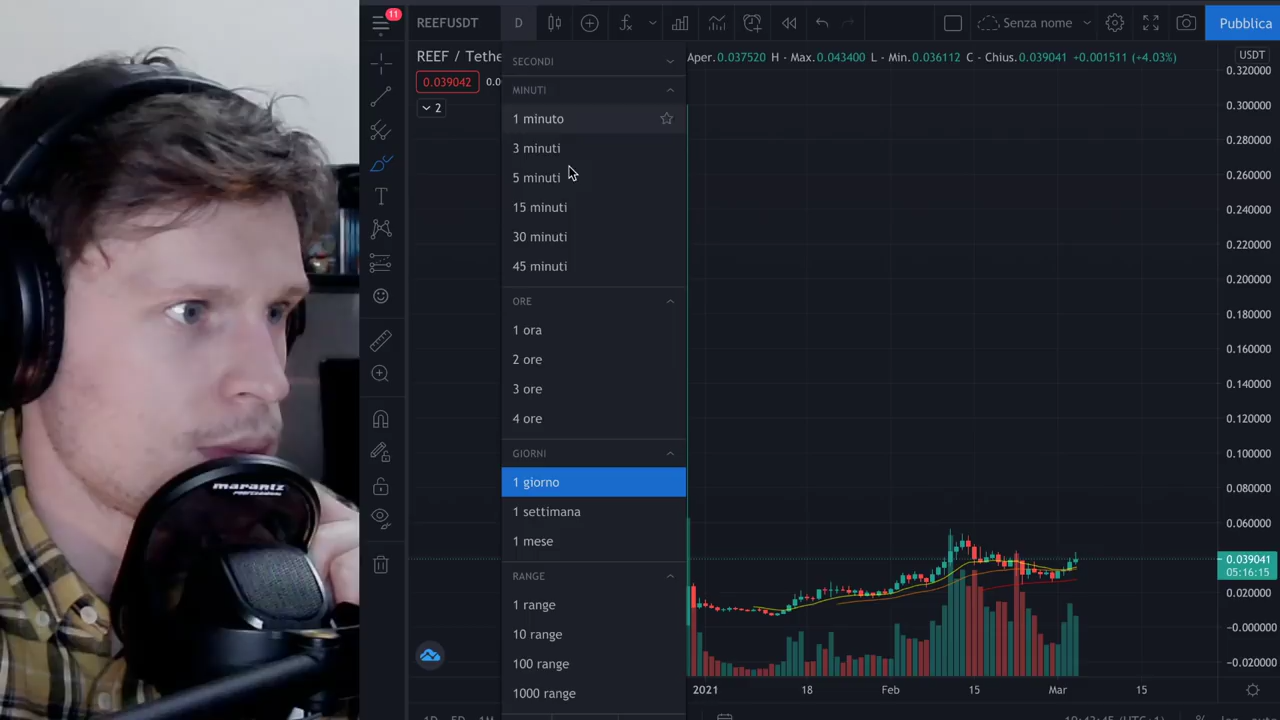 11
REEFUSDT
D
Senza nome
Pubblica
REEF / Tethe
Aper. 0.037520 H - Max. 0.043400 L - Min. 0.036112 C - Chius. 0.039041 +0.001511 (+4.03%)
USDT
0.039042
0.0
2
SECONDI
MINUTI
1 minuto
3 minuti
5 minuti
15 minuti
30 minuti
45 minuti
ORE
1 ora
2 ore
3 ore
4 ore
GIORNI
1 giorno
1 settimana
1 mese
RANGE
1 range
10 range
100 range
1000 range
0.320000
0.300000
0.280000
0.260000
0.240000
0.220000
0.200000
0.180000
0.160000
0.140000
0.120000
0.100000
0.080000
0.060000
0.039041
05:16:15
0.020000
-0.000000
-0.020000
2021
18
Feb
15
Mar
15
marantz
PROFESSIONAL